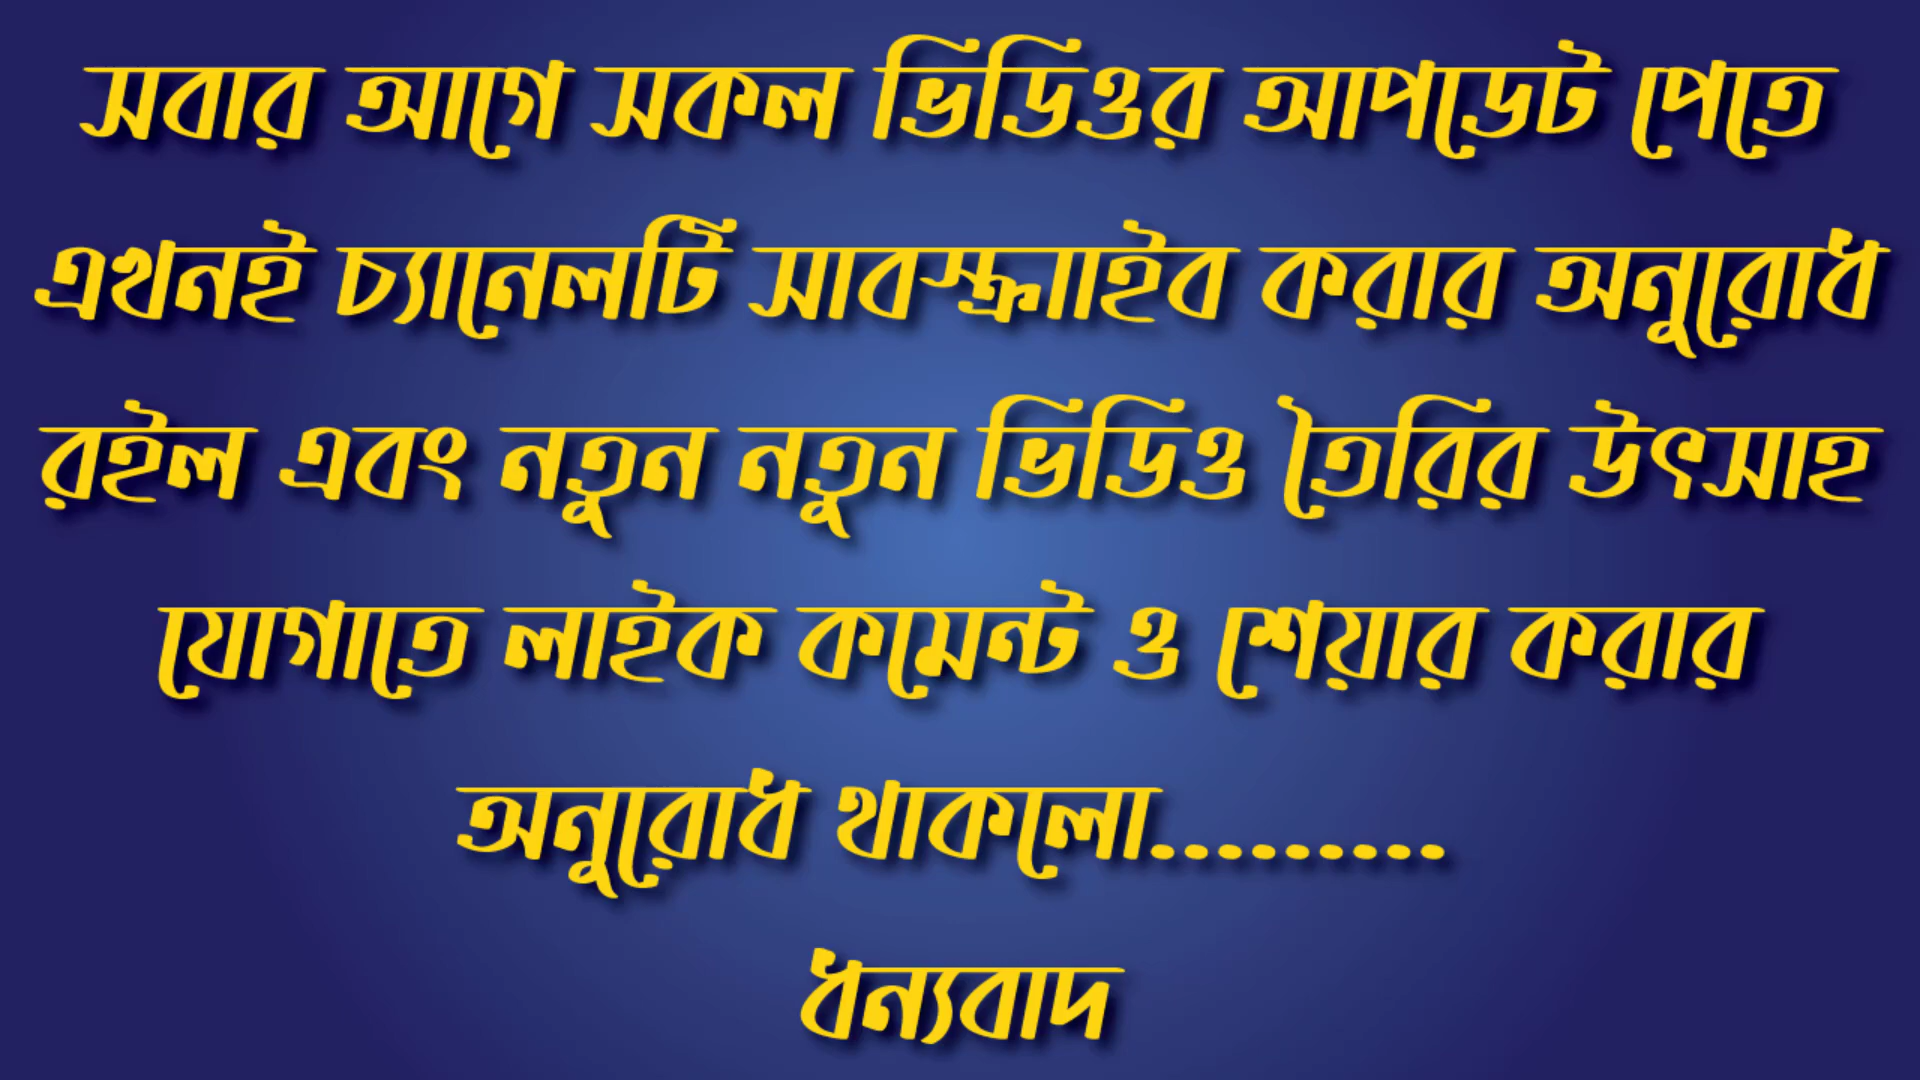 সবার আগে সকল ভিডিওর আপডেট পেতে
এখনই চ্যানেলটি সাবস্ক্রাাইব করার অনুরোধ
রইল এবং নতুন নতুন ভিডিও তৈরির উৎসাহ
যোগাতে লাইক কমেন্ট ও শেয়ার করার
অনুরোধ থাকলো.........
ধন্যবাদ